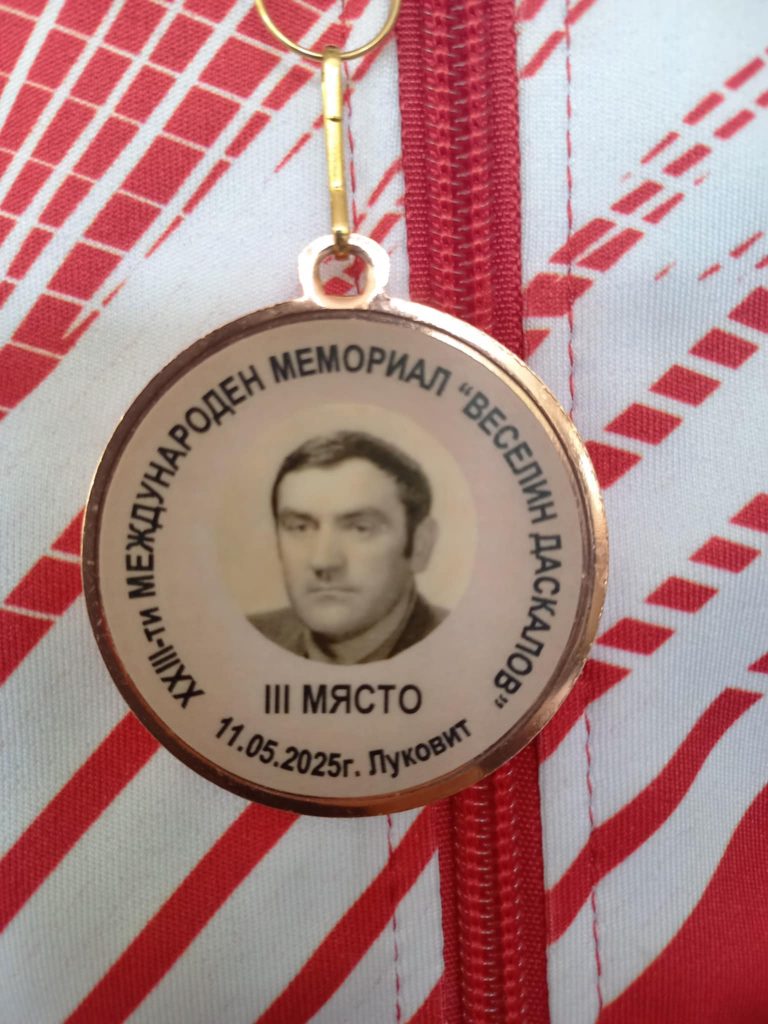 XXIII-ти МЕЖДУНАРОДЕН МЕМОРИАЛ “ВЕСЕЛИН ДАСКАЛОВ”
III МЯСТО
11.05.2025г. Луковит